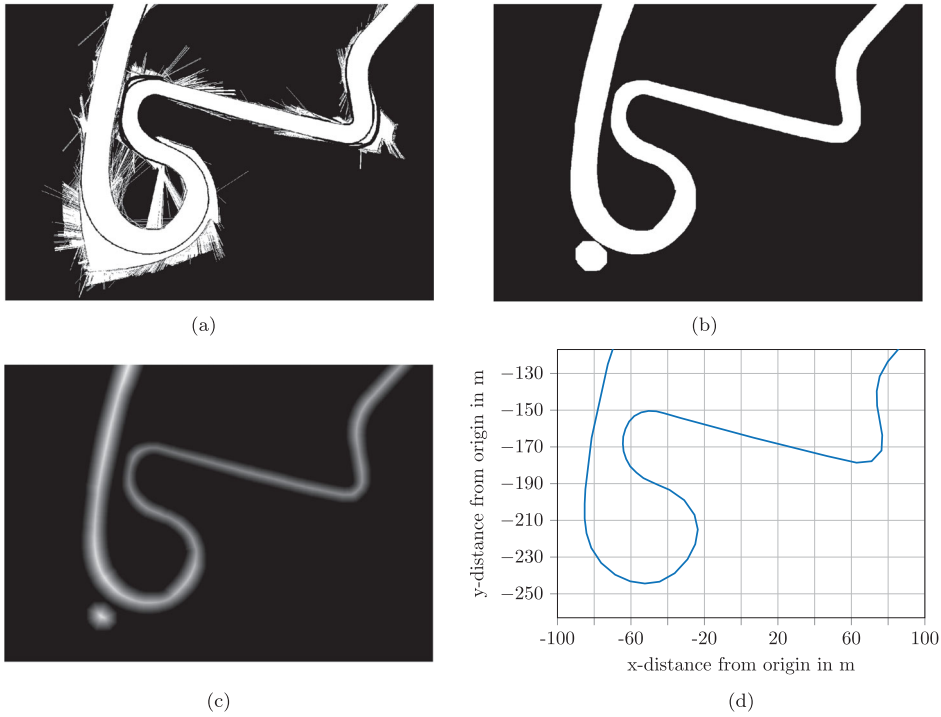 (a)
(b)
−130
−150
−170
−190
−210
−230
−250
y-distance from origin in m
-100
-60
-20
20
60
100
x-distance from origin in m
(c)
(d)